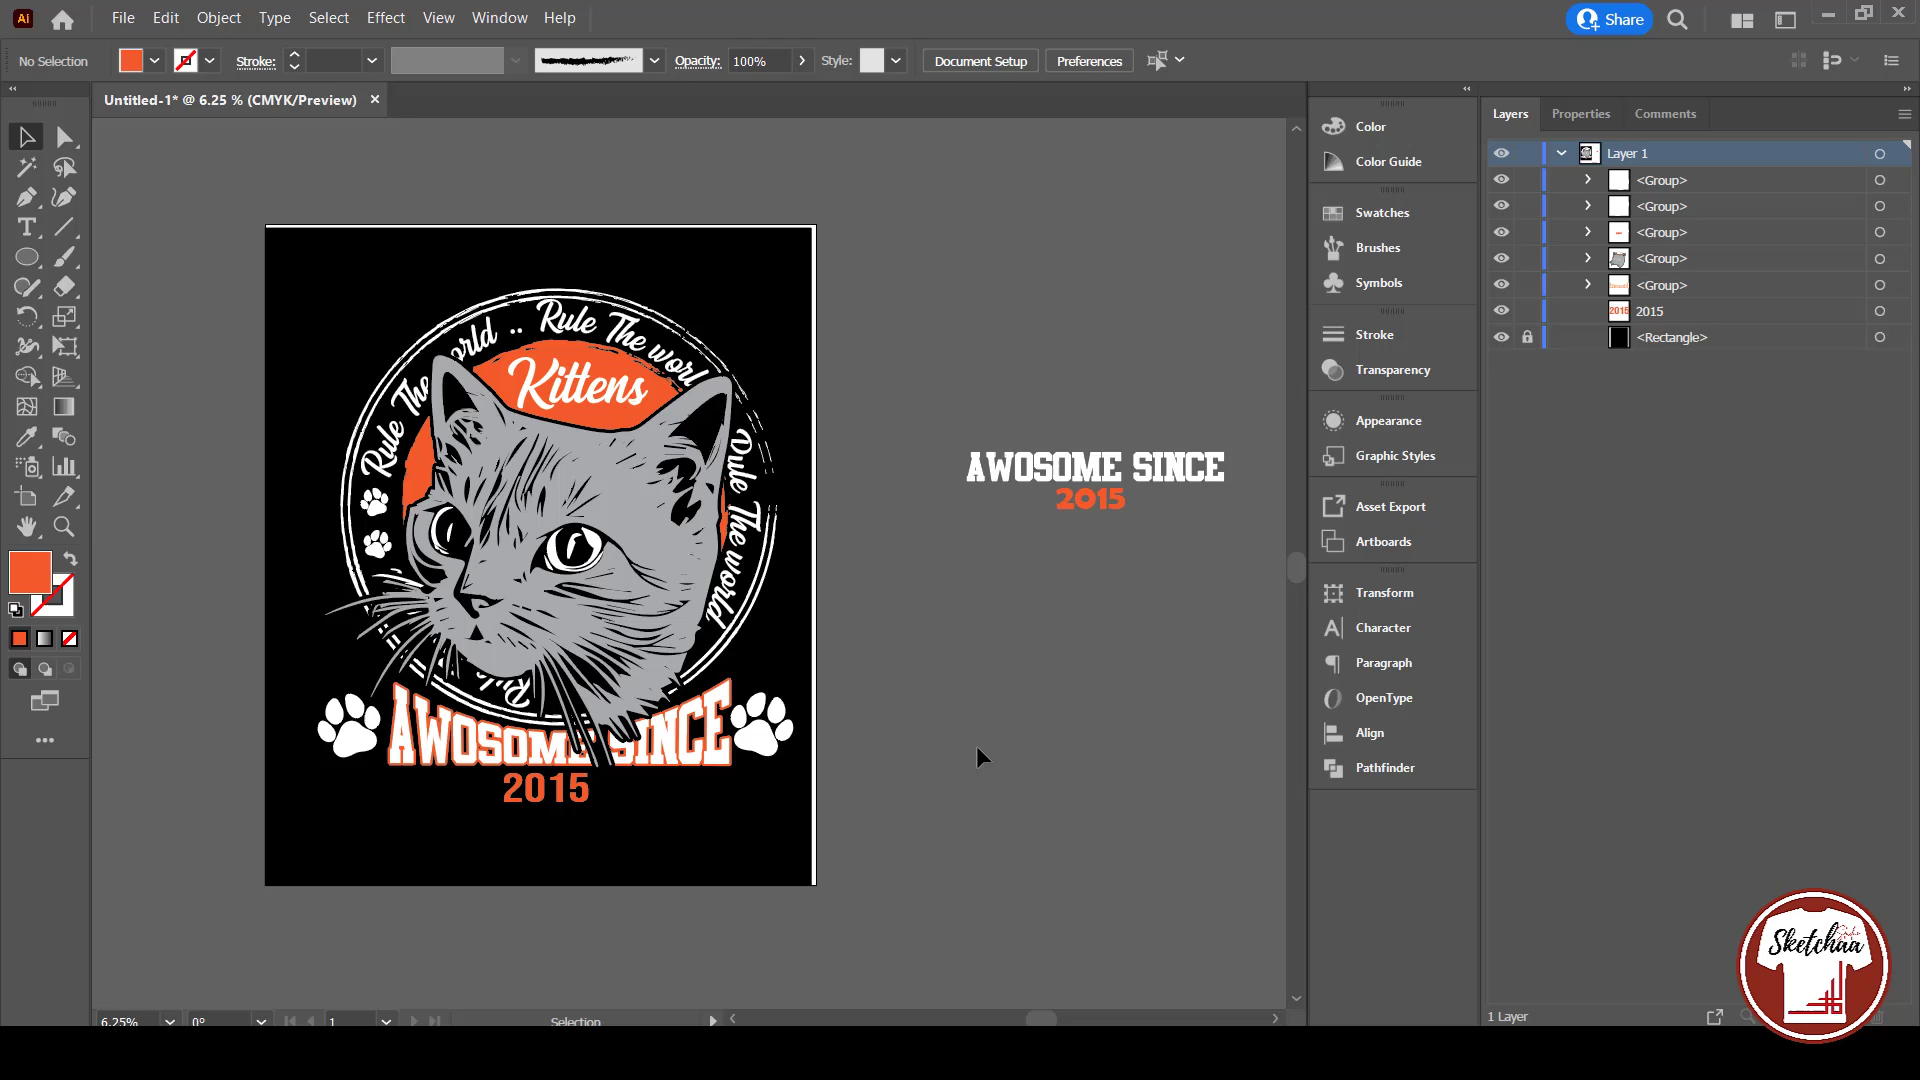 Ai
File Edit Object Type Select Effect View Window Help
Share
No Selection
Stroke:
Opacity: 100%
Style:
Document Setup
Preferences
Untitled-1* @ 6.25 % (CMYK/Preview)
Color
Color Guide
Swatches
Brushes
Symbols
Stroke
Transparency
Appearance
Graphic Styles
Asset Export
Artboards
Transform
Character
Paragraph
OpenType
Align
Pathfinder
Layers Properties Comments
Layer 1
<Group>
<Group>
<Group>
<Group>
<Group>
2015
<Rectangle>
Rule The
orld .. Rule The worl
Kittens
Rule The world
Rul
AWOSOME SINCE
2015
AWOSOME SINCE
2015
Sketchaa
Studio
6.25%
0°
1
Selection
1 Layer